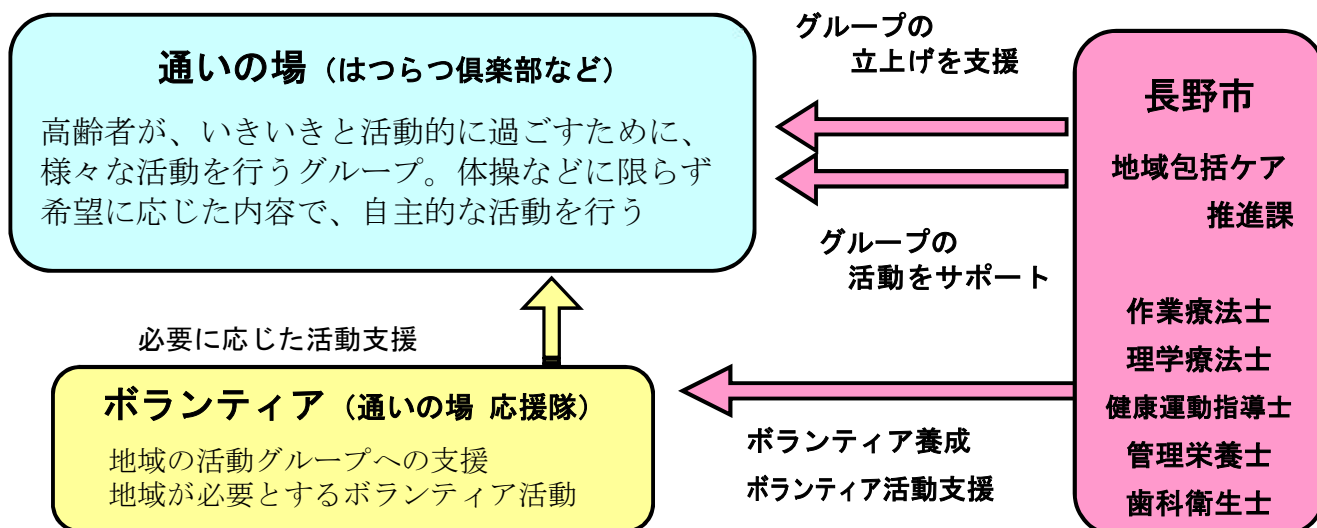 通いの場（はつらつ倶楽部など）
高齢者が、いきいきと活動的に過ごすために、
様々な活動を行うグループ。体操などに限らず
希望に応じた内容で、自主的な活動を行う
グループの
立上げを支援
グループの
活動をサポート
長野市
地域包括ケア
推進課
作業療法士
理学療法士
健康運動指導士
管理栄養士
歯科衛生士
必要に応じた活動支援
ボランティア（通いの場 応援隊）
地域の活動グループへの支援
地域が必要とするボランティア活動
ボランティア養成
ボランティア活動支援